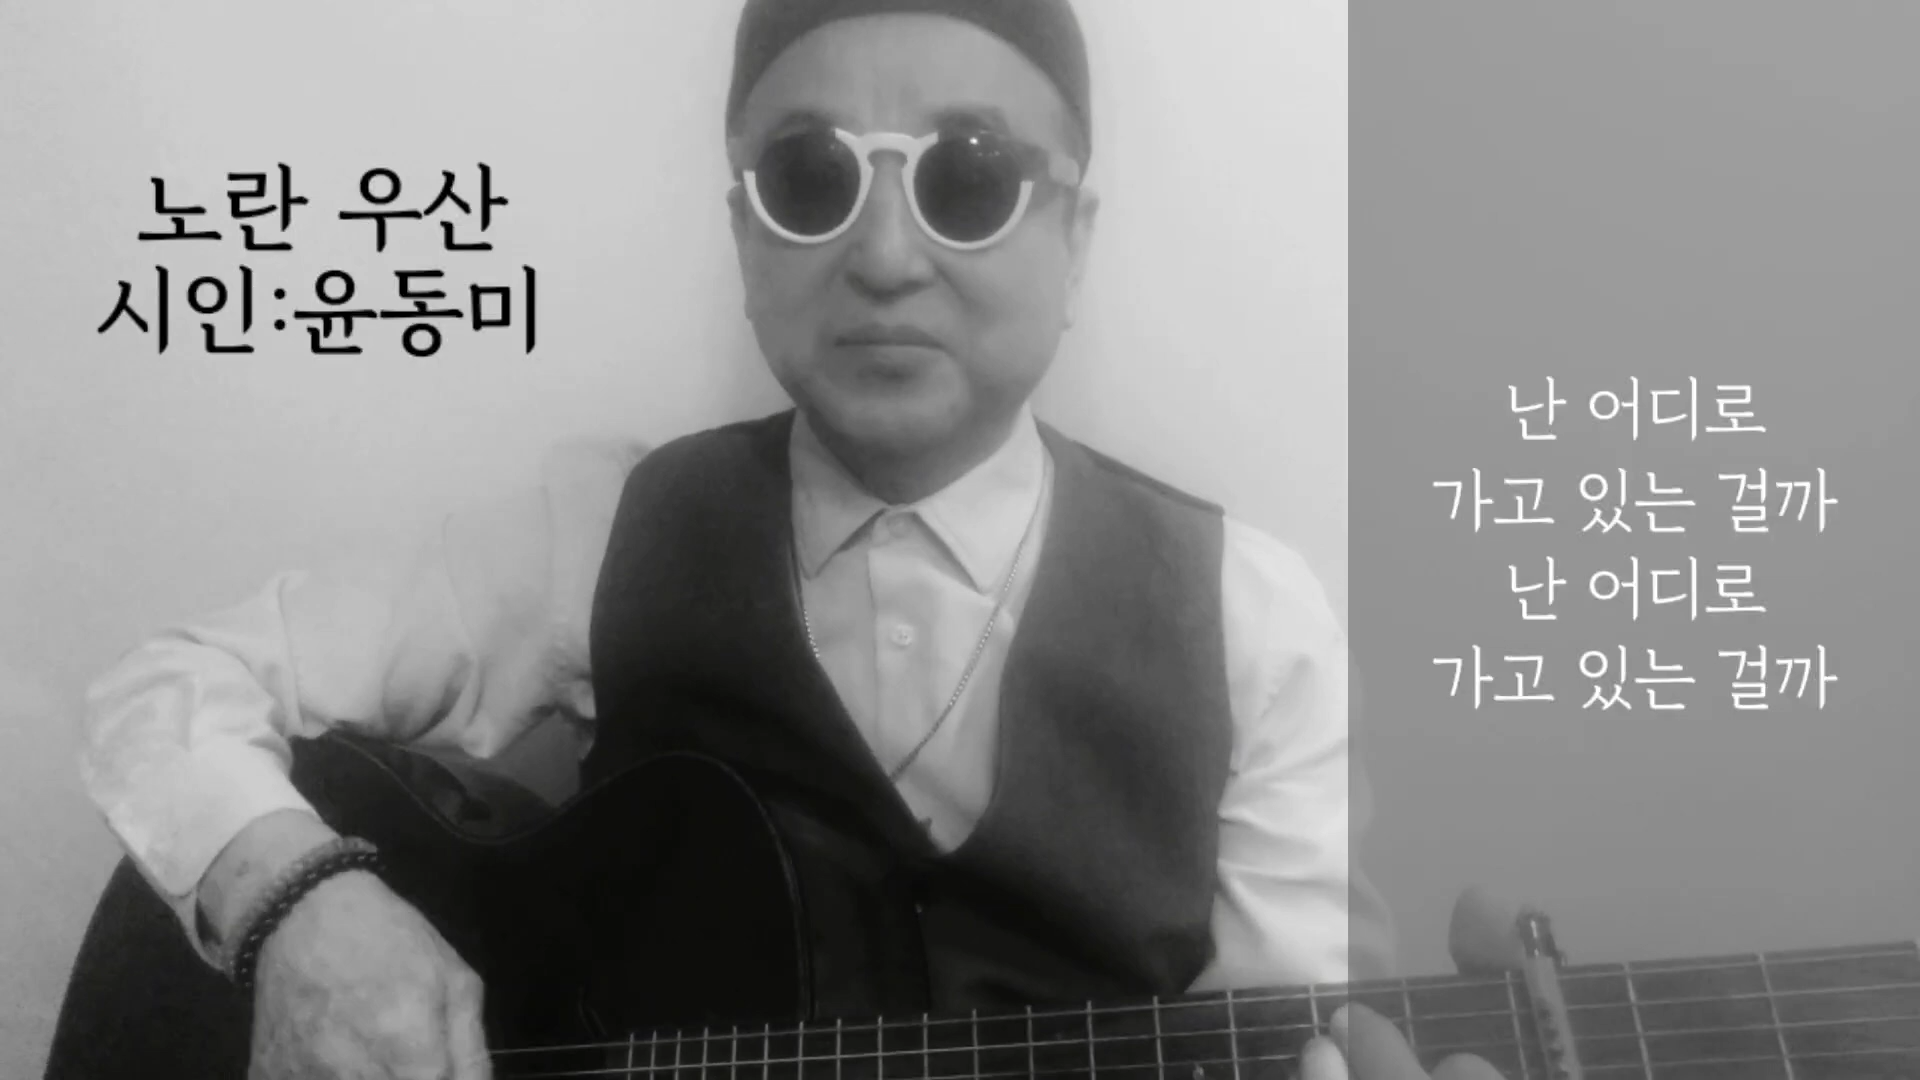 노란 우산
시인:윤동미
난 어디로
가고 있는 걸까
난 어디로
가고 있는 걸까